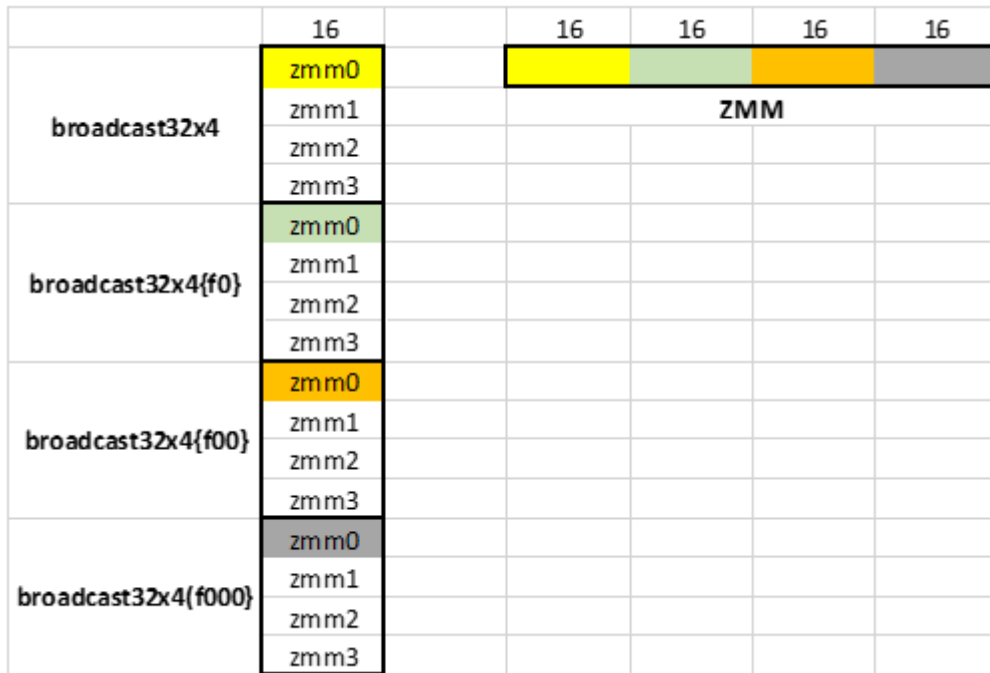 16 16 16 16 16
zmm0
broadcast32x4 zmm1 ZMM
zmm2
zmm3
zmm0
broadcast32x4{f0} zmm1
zmm2
zmm3
zmm0
broadcast32x4{f00} zmm1
zmm2
zmm3
zmm0
broadcast32x4(f000} zmm1
zmm2
zmm3